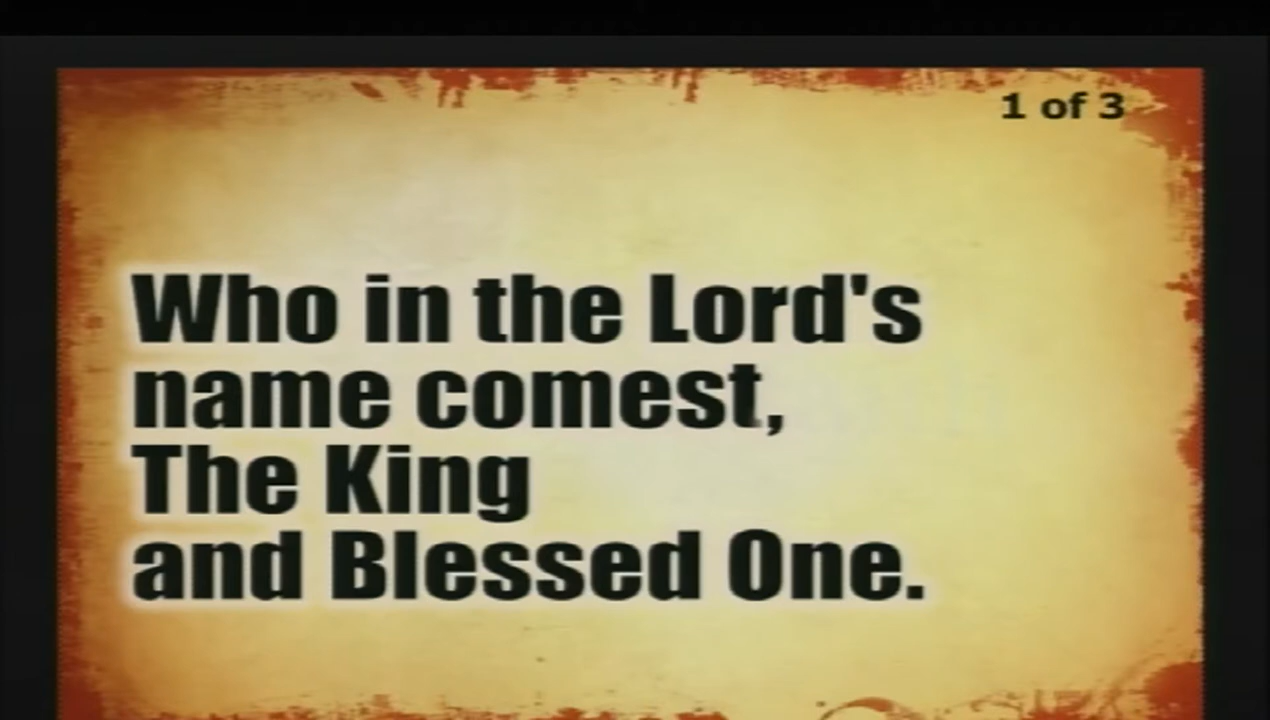 1 of 3
Who in the Lord's
name comest,
The King
and Blessed One.